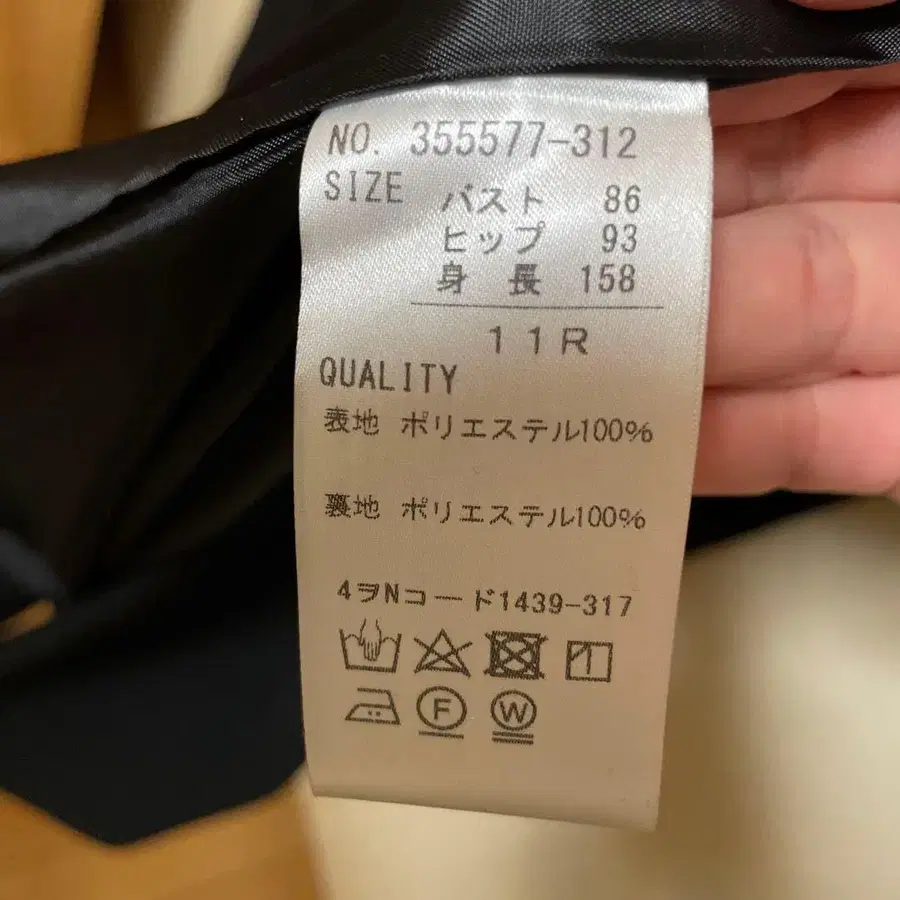 NO. 355577-312
SIZE
バスト 86
ヒップ 93
身 長 158
11R
QUALITY
表地 ポリエステル100%
裏地 ポリエステル100%
4ヲNコード1439-317
F W